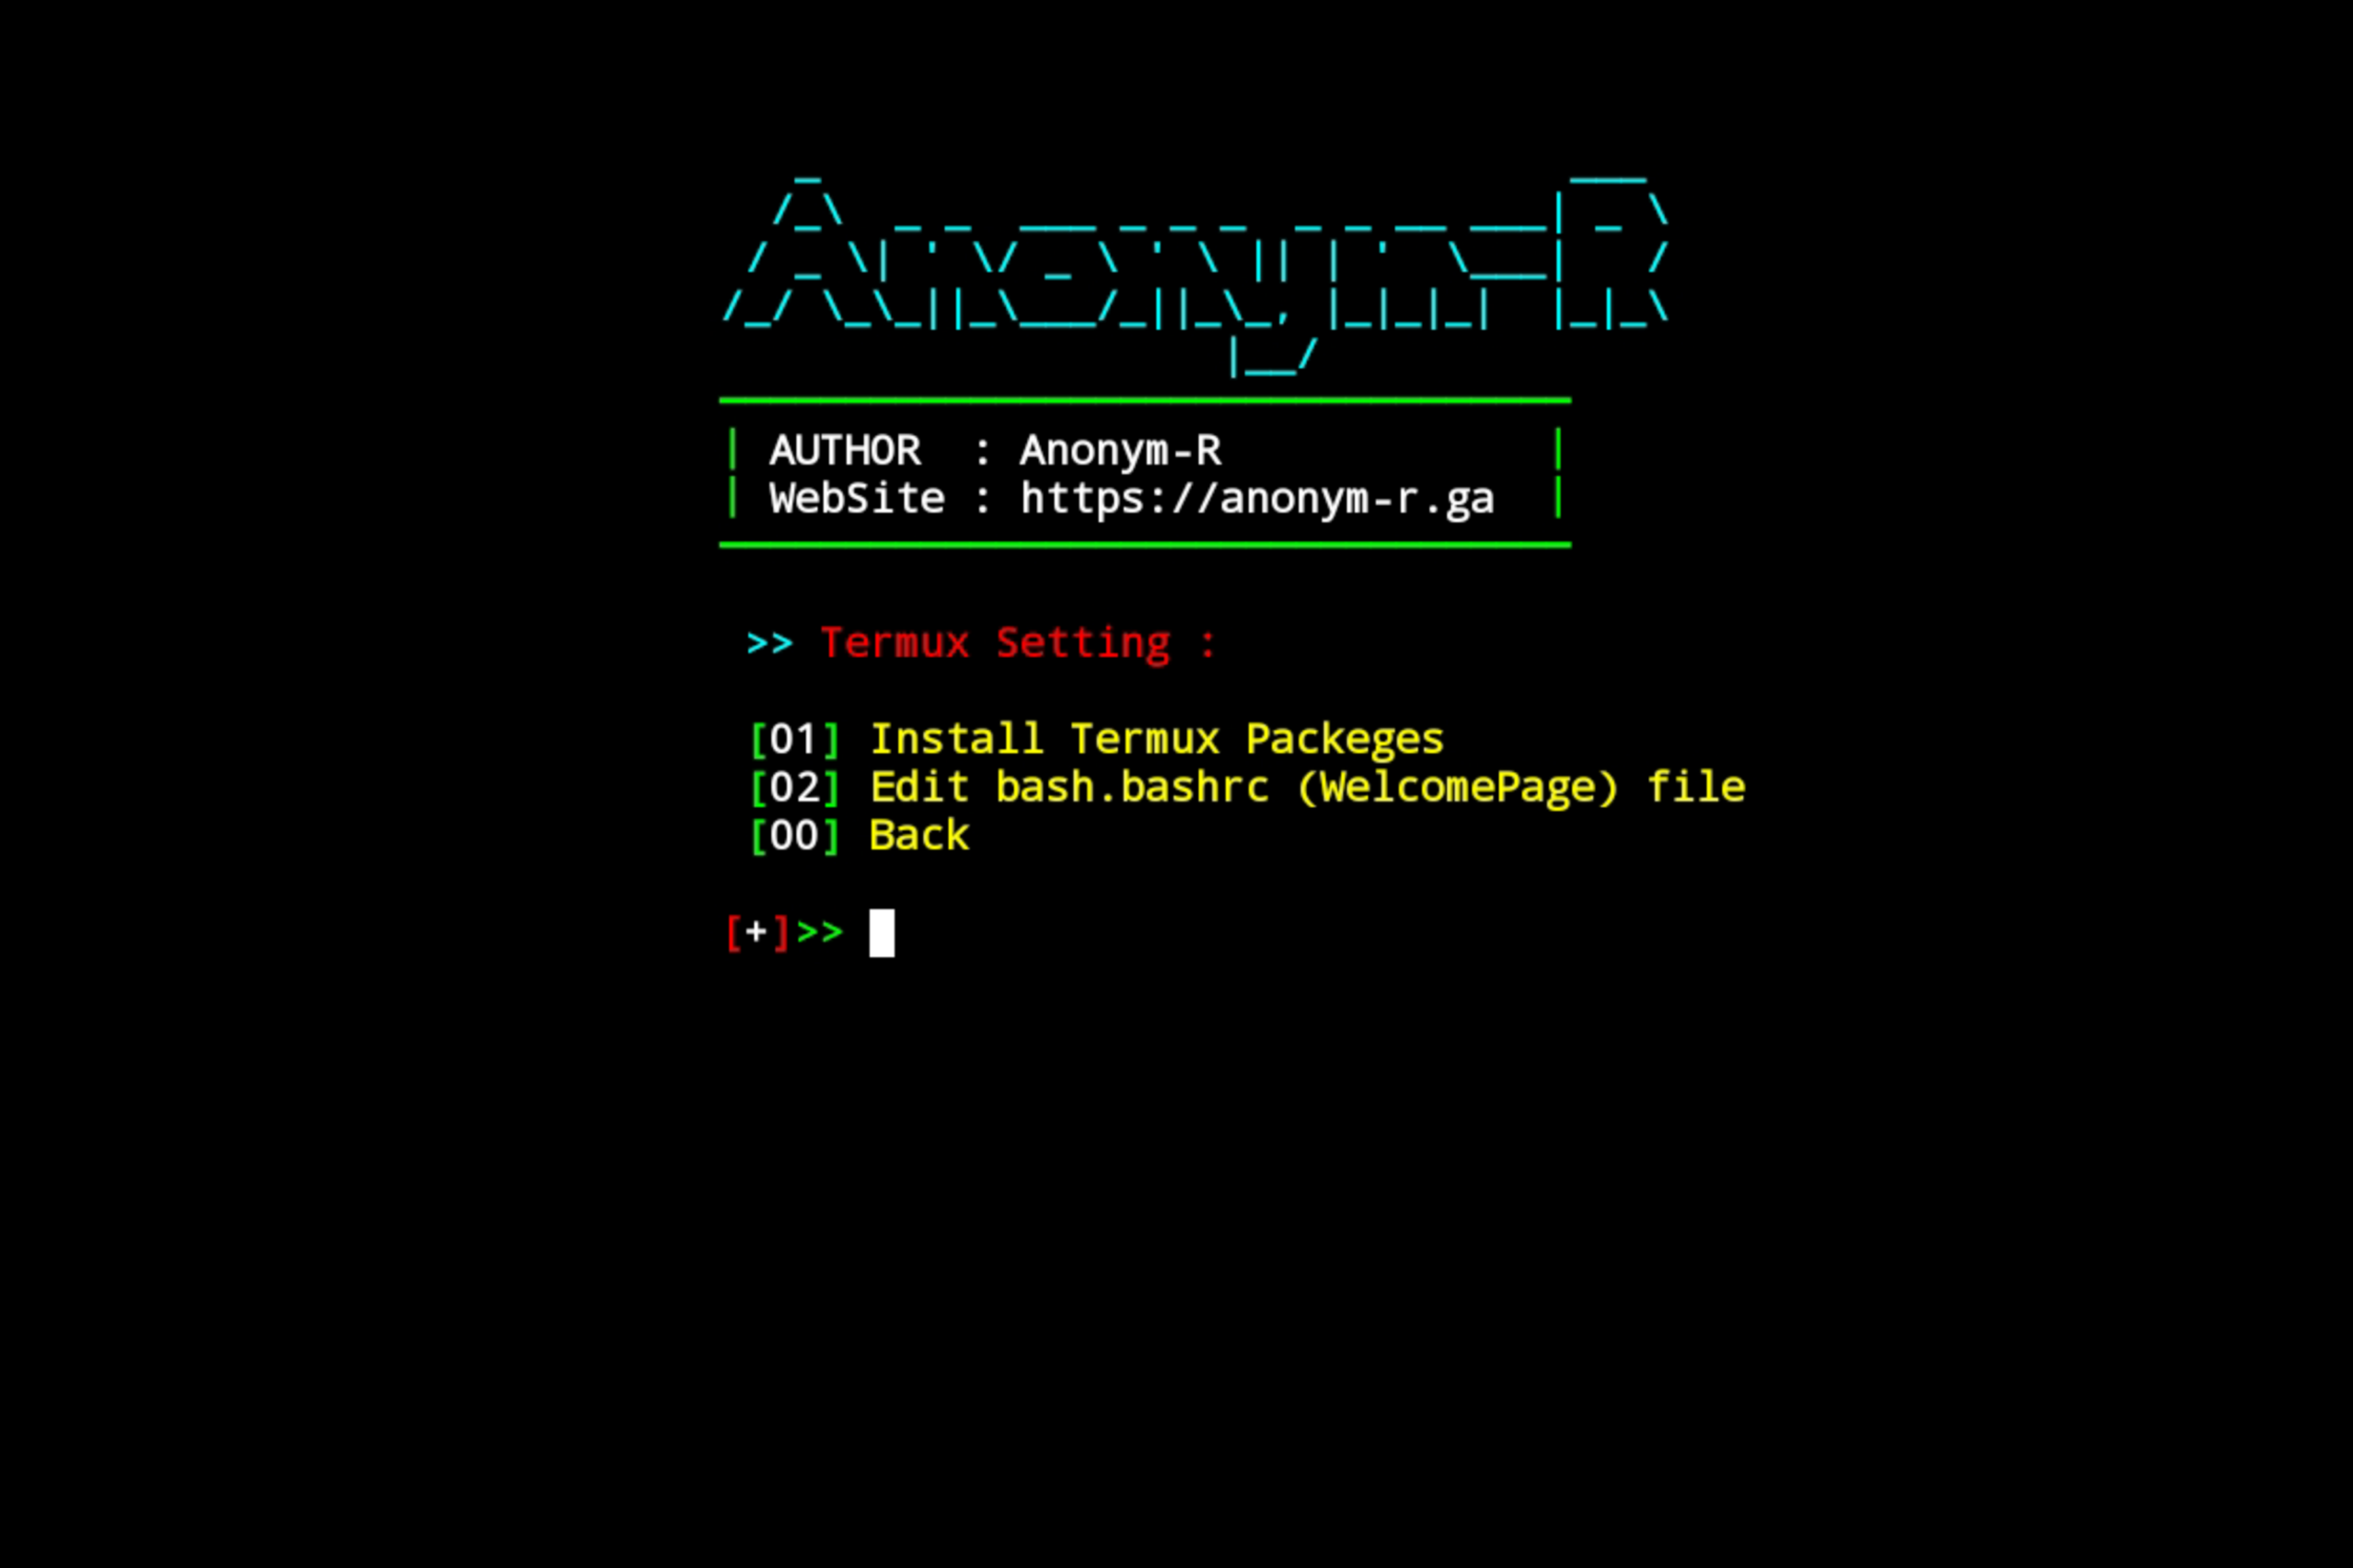 Anonym-R
AUTHOR : Anonym-R
WebSite : https://anonym-r.ga
>> Termux Setting :
[01] Install Termux Packeges
[02] Edit bash.bashrc (WelcomePage) file
[00] Back
[+]>>